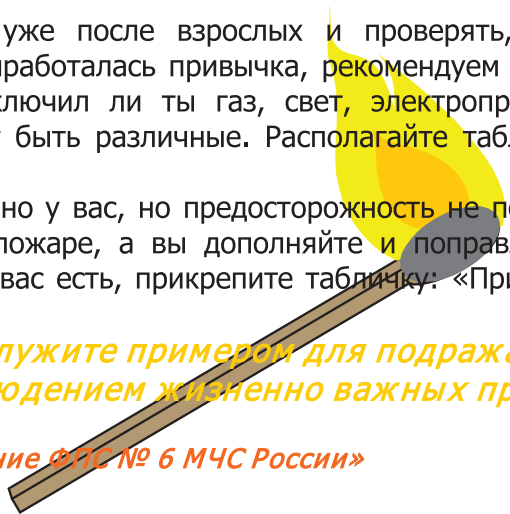 уже после взрослых и проверять,
работалась привычка, рекомендуем
ключил ли ты газ, свет, электропр
быть различные. Располагайте таб
но у вас, но предосторожность не п
пожаре, а вы дополняйте и поправ
вас есть, прикрепите табличку: «При
лужите примером для подража
юдением жизненно важных пр
ние ФПС № 6 МЧС России»